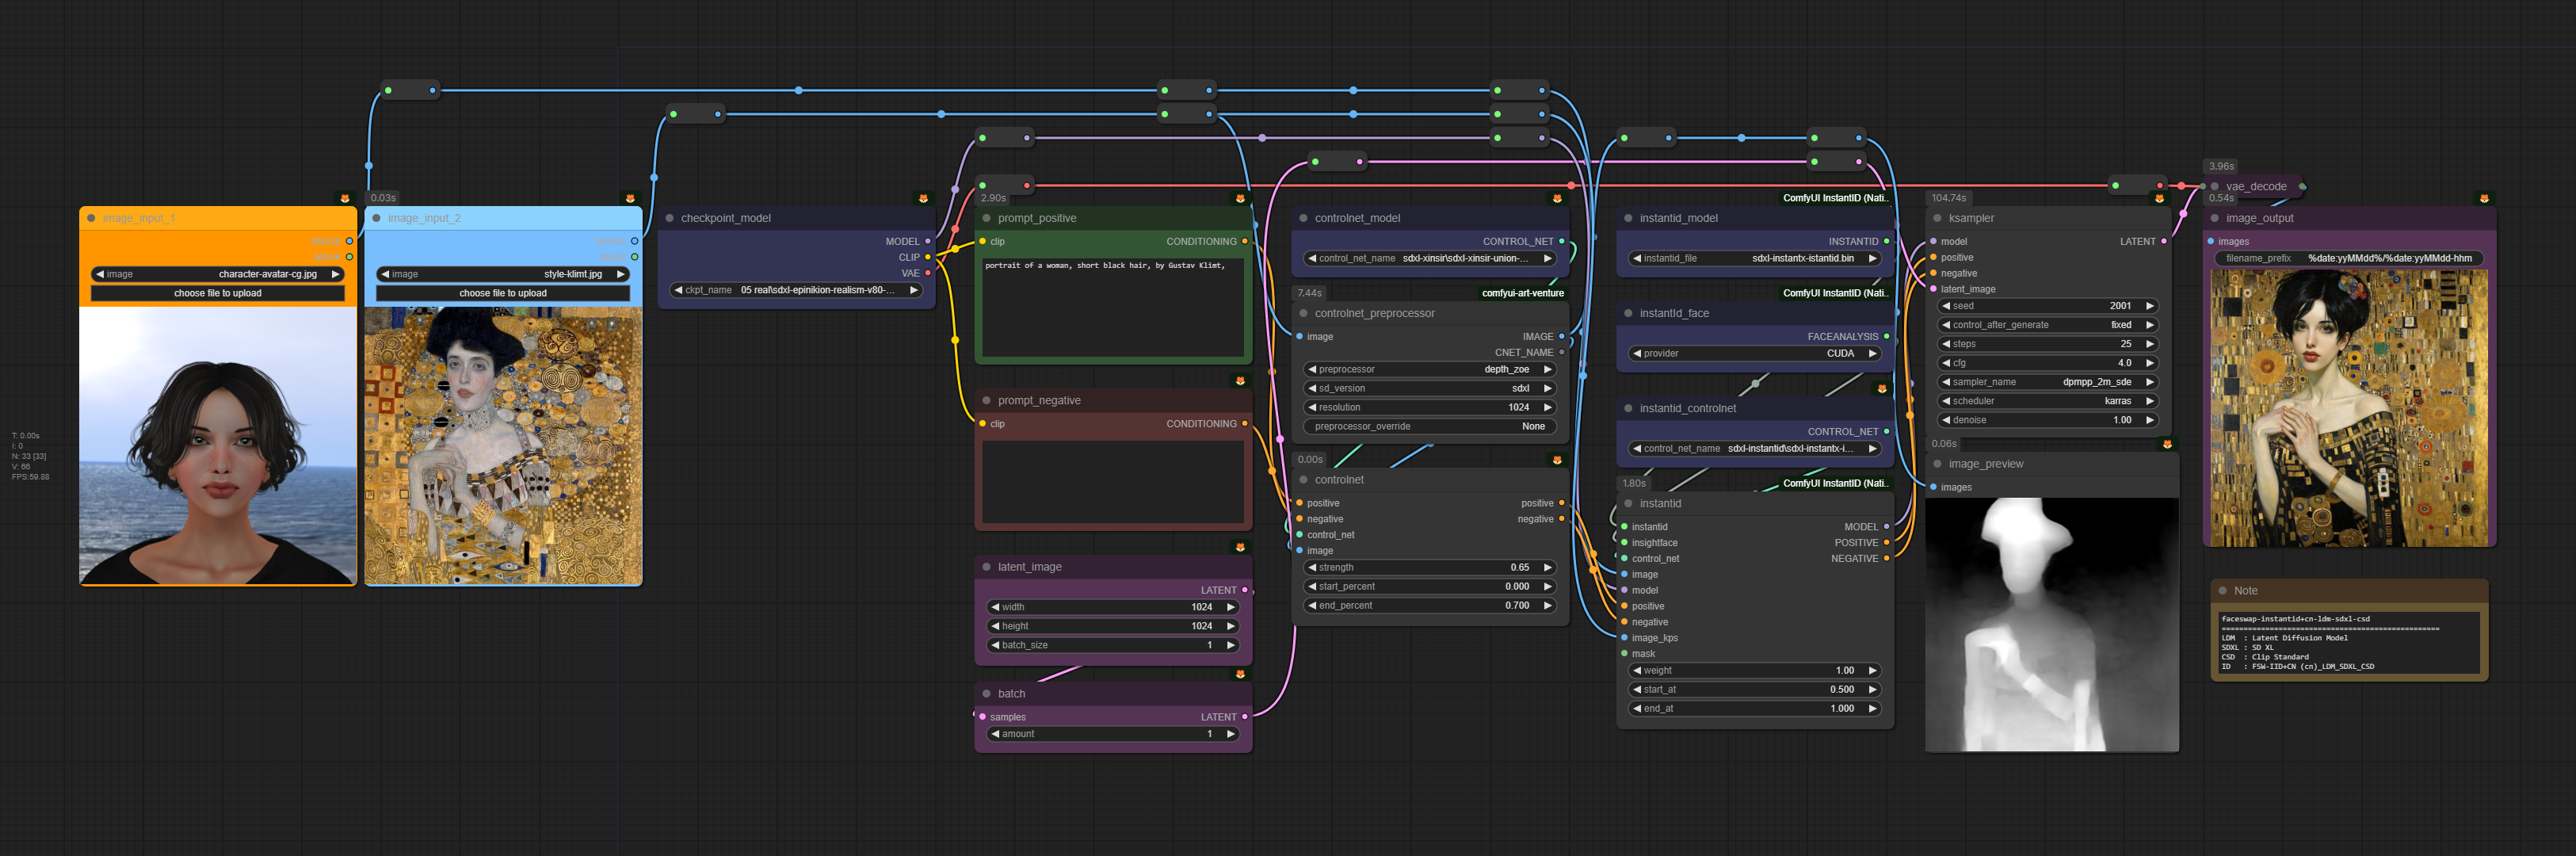 T: 0.00s
I: 0
N: 33 [33]
V: 66
FPS:59.88
image_input_1
IMAGE
MASK
image
character-avatar-cg.jpg
choose file to upload
0.03s
image_input_2
IMAGE
MASK
image
style-klimt.jpg
choose file to upload
checkpoint_model
MODEL
CLIP
VAE
ckpt_name
05 real\sdxl-epinikion-realism-v80-...
2.90s
prompt_positive
clip
CONDITIONING
portrait of a woman, short black hair, by Gustav Klimt,
prompt_negative
clip
CONDITIONING
latent_image
LATENT
width
1024
height
1024
batch_size
1
batch
samples
LATENT
amount
1
controlnet_model
CONTROL_NET
control_net_name
sdxl-xinsir\sdxl-xinsir-union-...
7.44s
comfyui-art-venture
controlnet_preprocessor
image
IMAGE
CNET_NAME
preprocessor
depth_zoe
sd_version
sdxl
resolution
1024
preprocessor_override
None
0.00s
controlnet
positive
positive
negative
negative
control_net
image
strength
0.65
start_percent
0.000
end_percent
0.700
ComfyUI InstantID (Nati..
instantid_model
INSTANTID
instantid_file
sdxl-instantx-istantid.bin
ComfyUI InstantID (Nati..
instantId_face
FACEANALYSIS
provider
CUDA
instantid_controlnet
CONTROL_NET
control_net_name
sdxl-instantid\sdxl-instantx-i...
1.80s
ComfyUI InstantID (Nati..
instantid
instantid
MODEL
insightface
POSITIVE
control_net
NEGATIVE
image
model
positive
negative
image_kps
mask
weight
1.00
start_at
0.500
end_at
1.000
104.74s
ksampler
model
LATENT
positive
negative
latent_image
seed
2001
control_after_generate
fixed
steps
25
cfg
4.0
sampler_name
dpmpp_2m_sde
scheduler
karras
denoise
1.00
0.06s
image_preview
images
3.96s
vae_decode
0.54s
image_output
images
filename_prefix
%date:yyMMdd%/%date:yyMMdd-hhm
Note
faceswap-instantid+cn-ldm-sdxl-csd
==================================================
LDM  : Latent Diffusion Model
SDXL : SD XL
CSD  : Clip Standard
ID   : FSW-IID+CN (cn)_LDM_SDXL_CSD